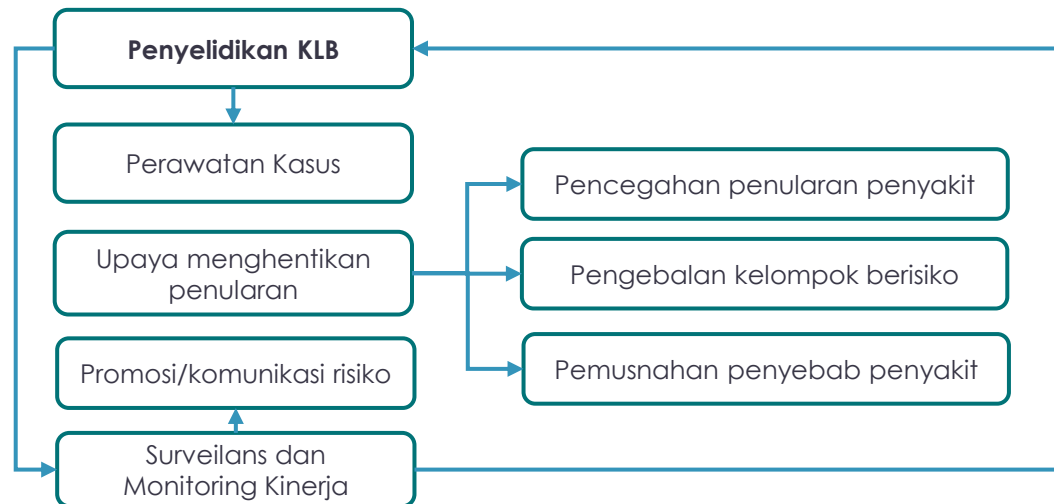 Penyelidikan KLB
Perawatan Kasus
Upaya menghentikan
penularan
Promosi/komunikasi risiko
Surveilans dan
Monitoring Kinerja
Pencegahan penularan penyakit
Pengebalan kelompok berisiko
Pemusnahan penyebab penyakit